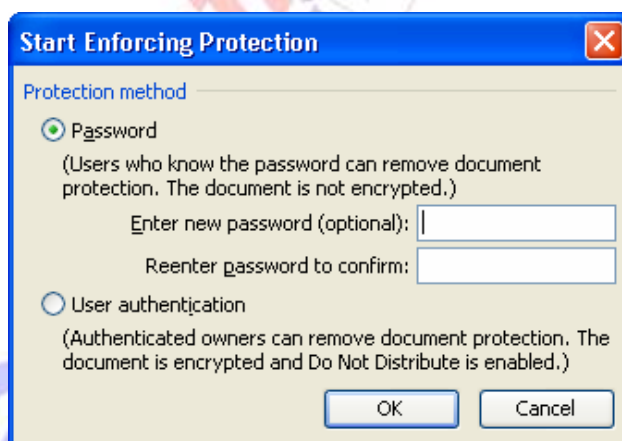 Start Enforcing Protection
Protection method
Password
(Users who know the password can remove document
protection. The document is not encrypted.)
Enter new password (optional):
Reenter password to confirm:
User authentication
(Authenticated owners can remove document protection. The
document is encrypted and Do Not Distribute is enabled.)
OK Cancel